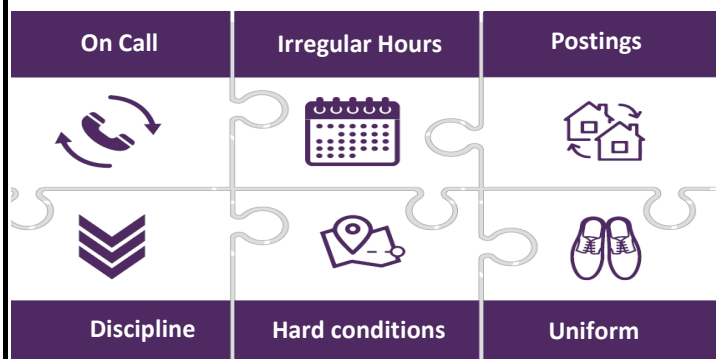 On Call
Irregular Hours
Postings
Discipline
Hard conditions
Uniform